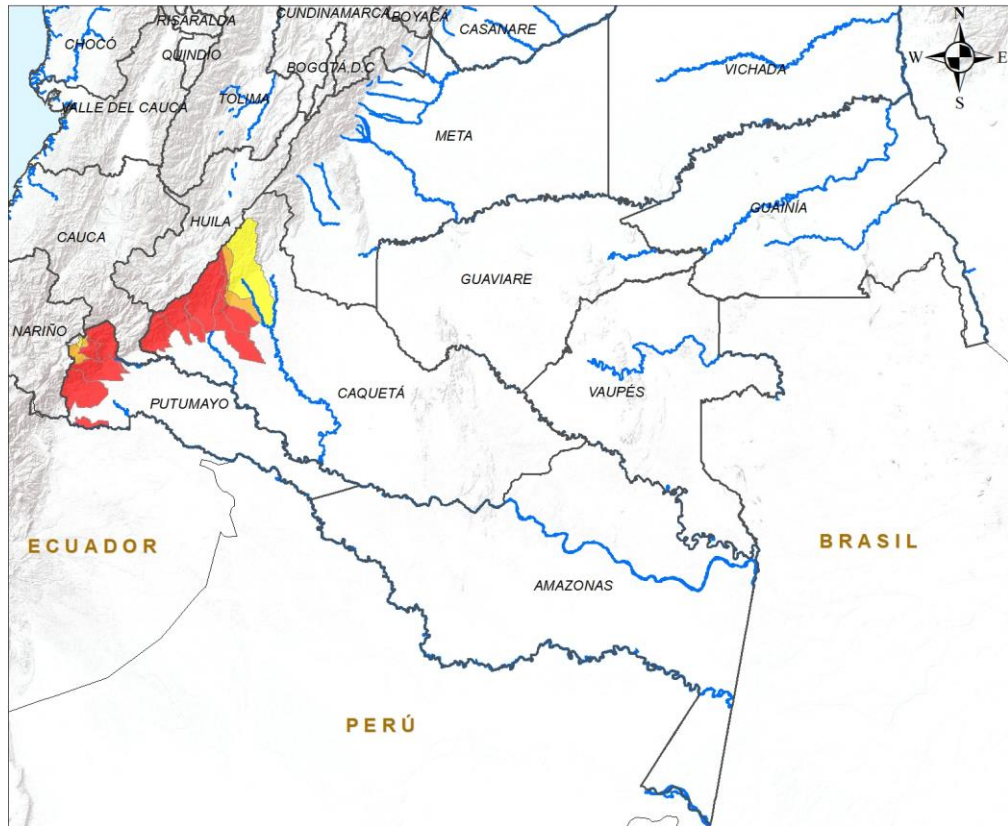 CUNDINAMARCA
BOYACÁ
RISARALDA
CASANARE
N
CHOCÓ
QUINDIO
BOGOTÁ D.C
W
E
VICHADA
S
VALLE DEL CAUCA
TOLIMA
META
GUAINÍA
HUILA
CAUCA
GUAVIARE
NARIÑO
CAQUETÁ
VAUPÉS
PUTUMAYO
ECUADOR
BRASIL
AMAZONAS
PERÚ